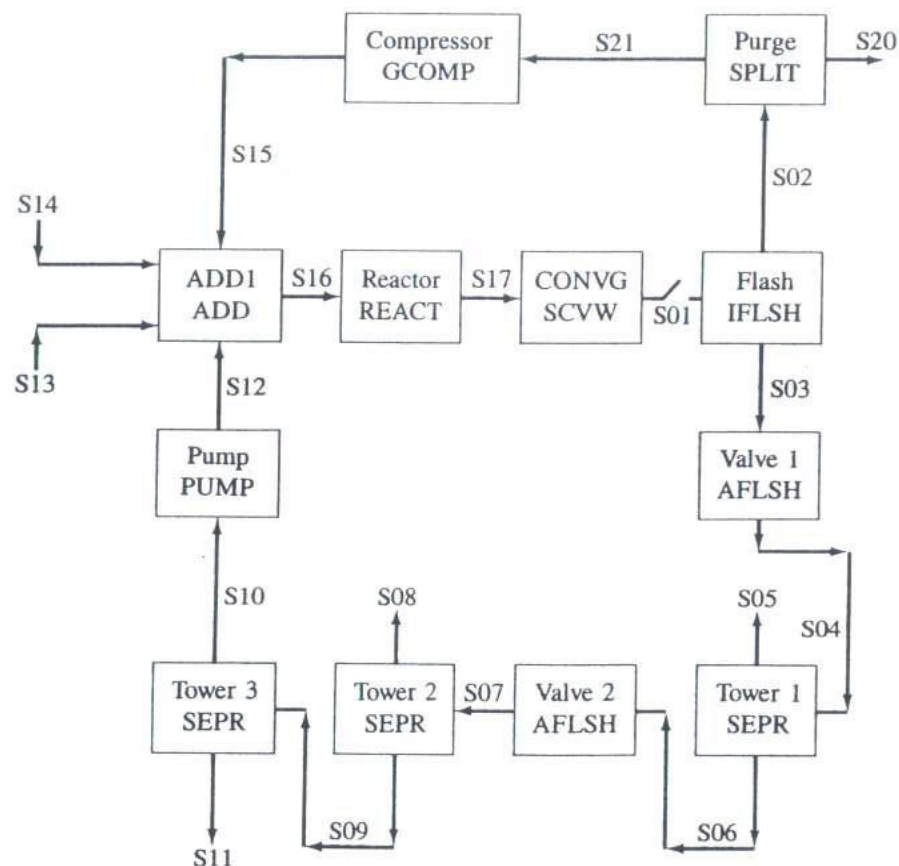 Compressor
GCOMP
S21
Purge
SPLIT
S20
S15
S02
S14
ADD1
ADD
S16
Reactor
REACT
S17
CONVG
SCVW
S01
Flash
IFLSH
S13
S12
S03
Pump
PUMP
Valve 1
AFLSH
S10
S08
S05
S04
Tower 3
SEPR
Tower 2
SEPR
S07
Valve 2
AFLSH
Tower 1
SEPR
S11
S09
S06